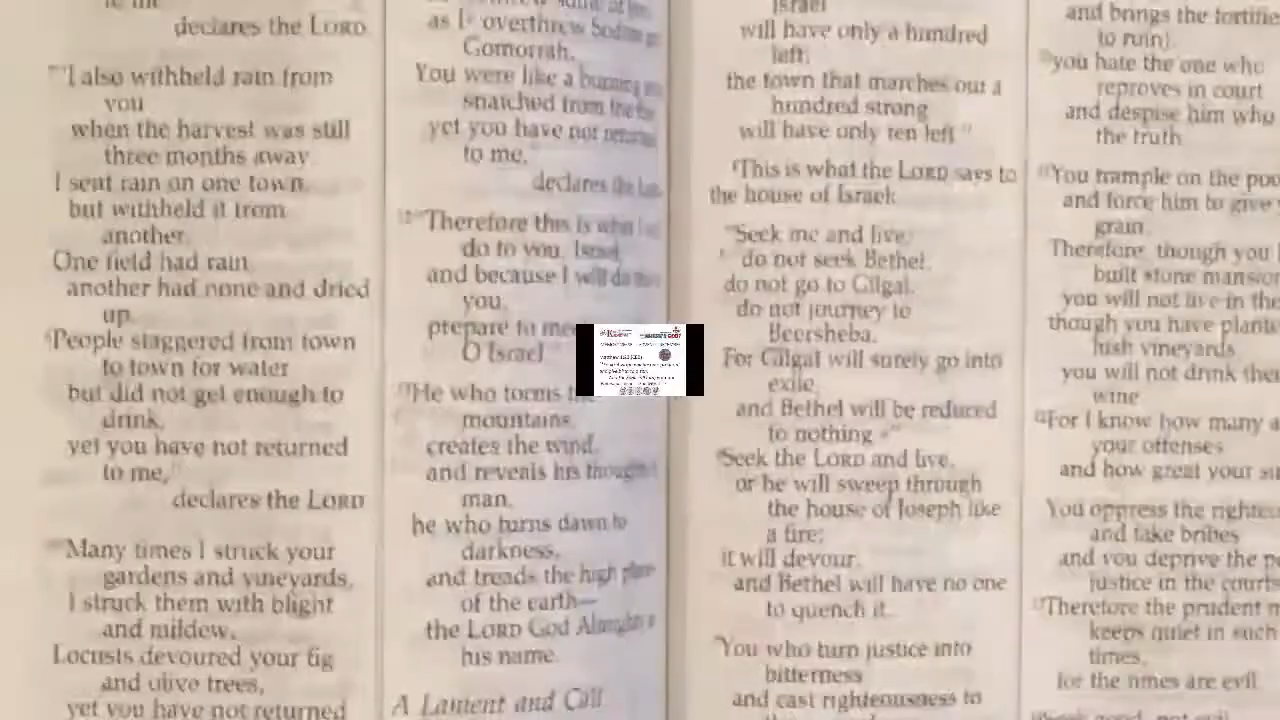 declares the LORD
"I also withheld rain from
you
when the harvest was still
three months away
I sent rain on one town,
but withheld it from
another.
One field had rain
another had none and dried
up.
People staggered from town
to town for water
but did not get enough to
drink,
yet you have not returned
to me,"
declares the LORD
"Many times I struck your
gardens and vineyards,
I struck them with blight
and mildew.
Locusts devoured your fig
and olive trees,
yet you have not returned
as I overthrew Sodom
Gomorrah.
You were like a burning
snatched from the
yet you have not
to me,
declares the
"Therefore this is what I
do to you, Israel
and because I will do
you,
prepare to
O Israel
He who forms
mountains,
creates the wind,
and reveals his
man,
he who turns dawn to
darkness,
and treads the high
of the earth—
the LORD God Almighty
his name.
A Lament and Call
Israel
will have only a hundred
left;
the town that marches out a
hundred strong
will have only ten left."
This is what the LORD says to
the house of Israel:
"Seek me and live;
do not seek Bethel,
do not go to Gilgal,
do not journey to
Beersheba.
For Gilgal will surely go into
exile,
and Bethel will be reduced
to nothing."
Seek the LORD and live,
or he will sweep through
the house of Joseph like
a fire;
it will devour,
and Bethel will have no one
to quench it.
You who turn justice into
bitterness
and cast righteousness to
and brings the
to ruin),
you hate the one who
reproves in court
and despise him who
the truth.
You trample on the
and force him to give
grain.
Therefore, though you
built stone
you will not live in
though you have
lush vineyards,
you will not drink
wine.
For I know how many
your offenses
and how great your
You oppress the
and take bribes
and you deprive the
justice in the courts
Therefore the prudent
keeps quiet in such
times,
for the times are evil.